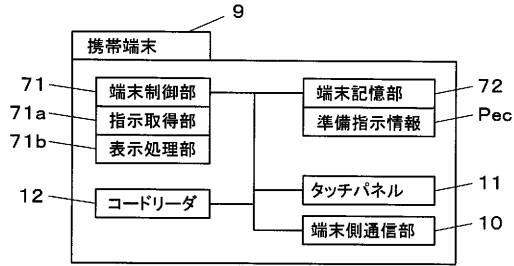 9
携帯端末
71
端末制御部
端末記憶部
72
71a
指示取得部
準備指示情報
Pec
71b
表示処理部
12
コードリーダ
タッチパネル
11
端末側通信部
10